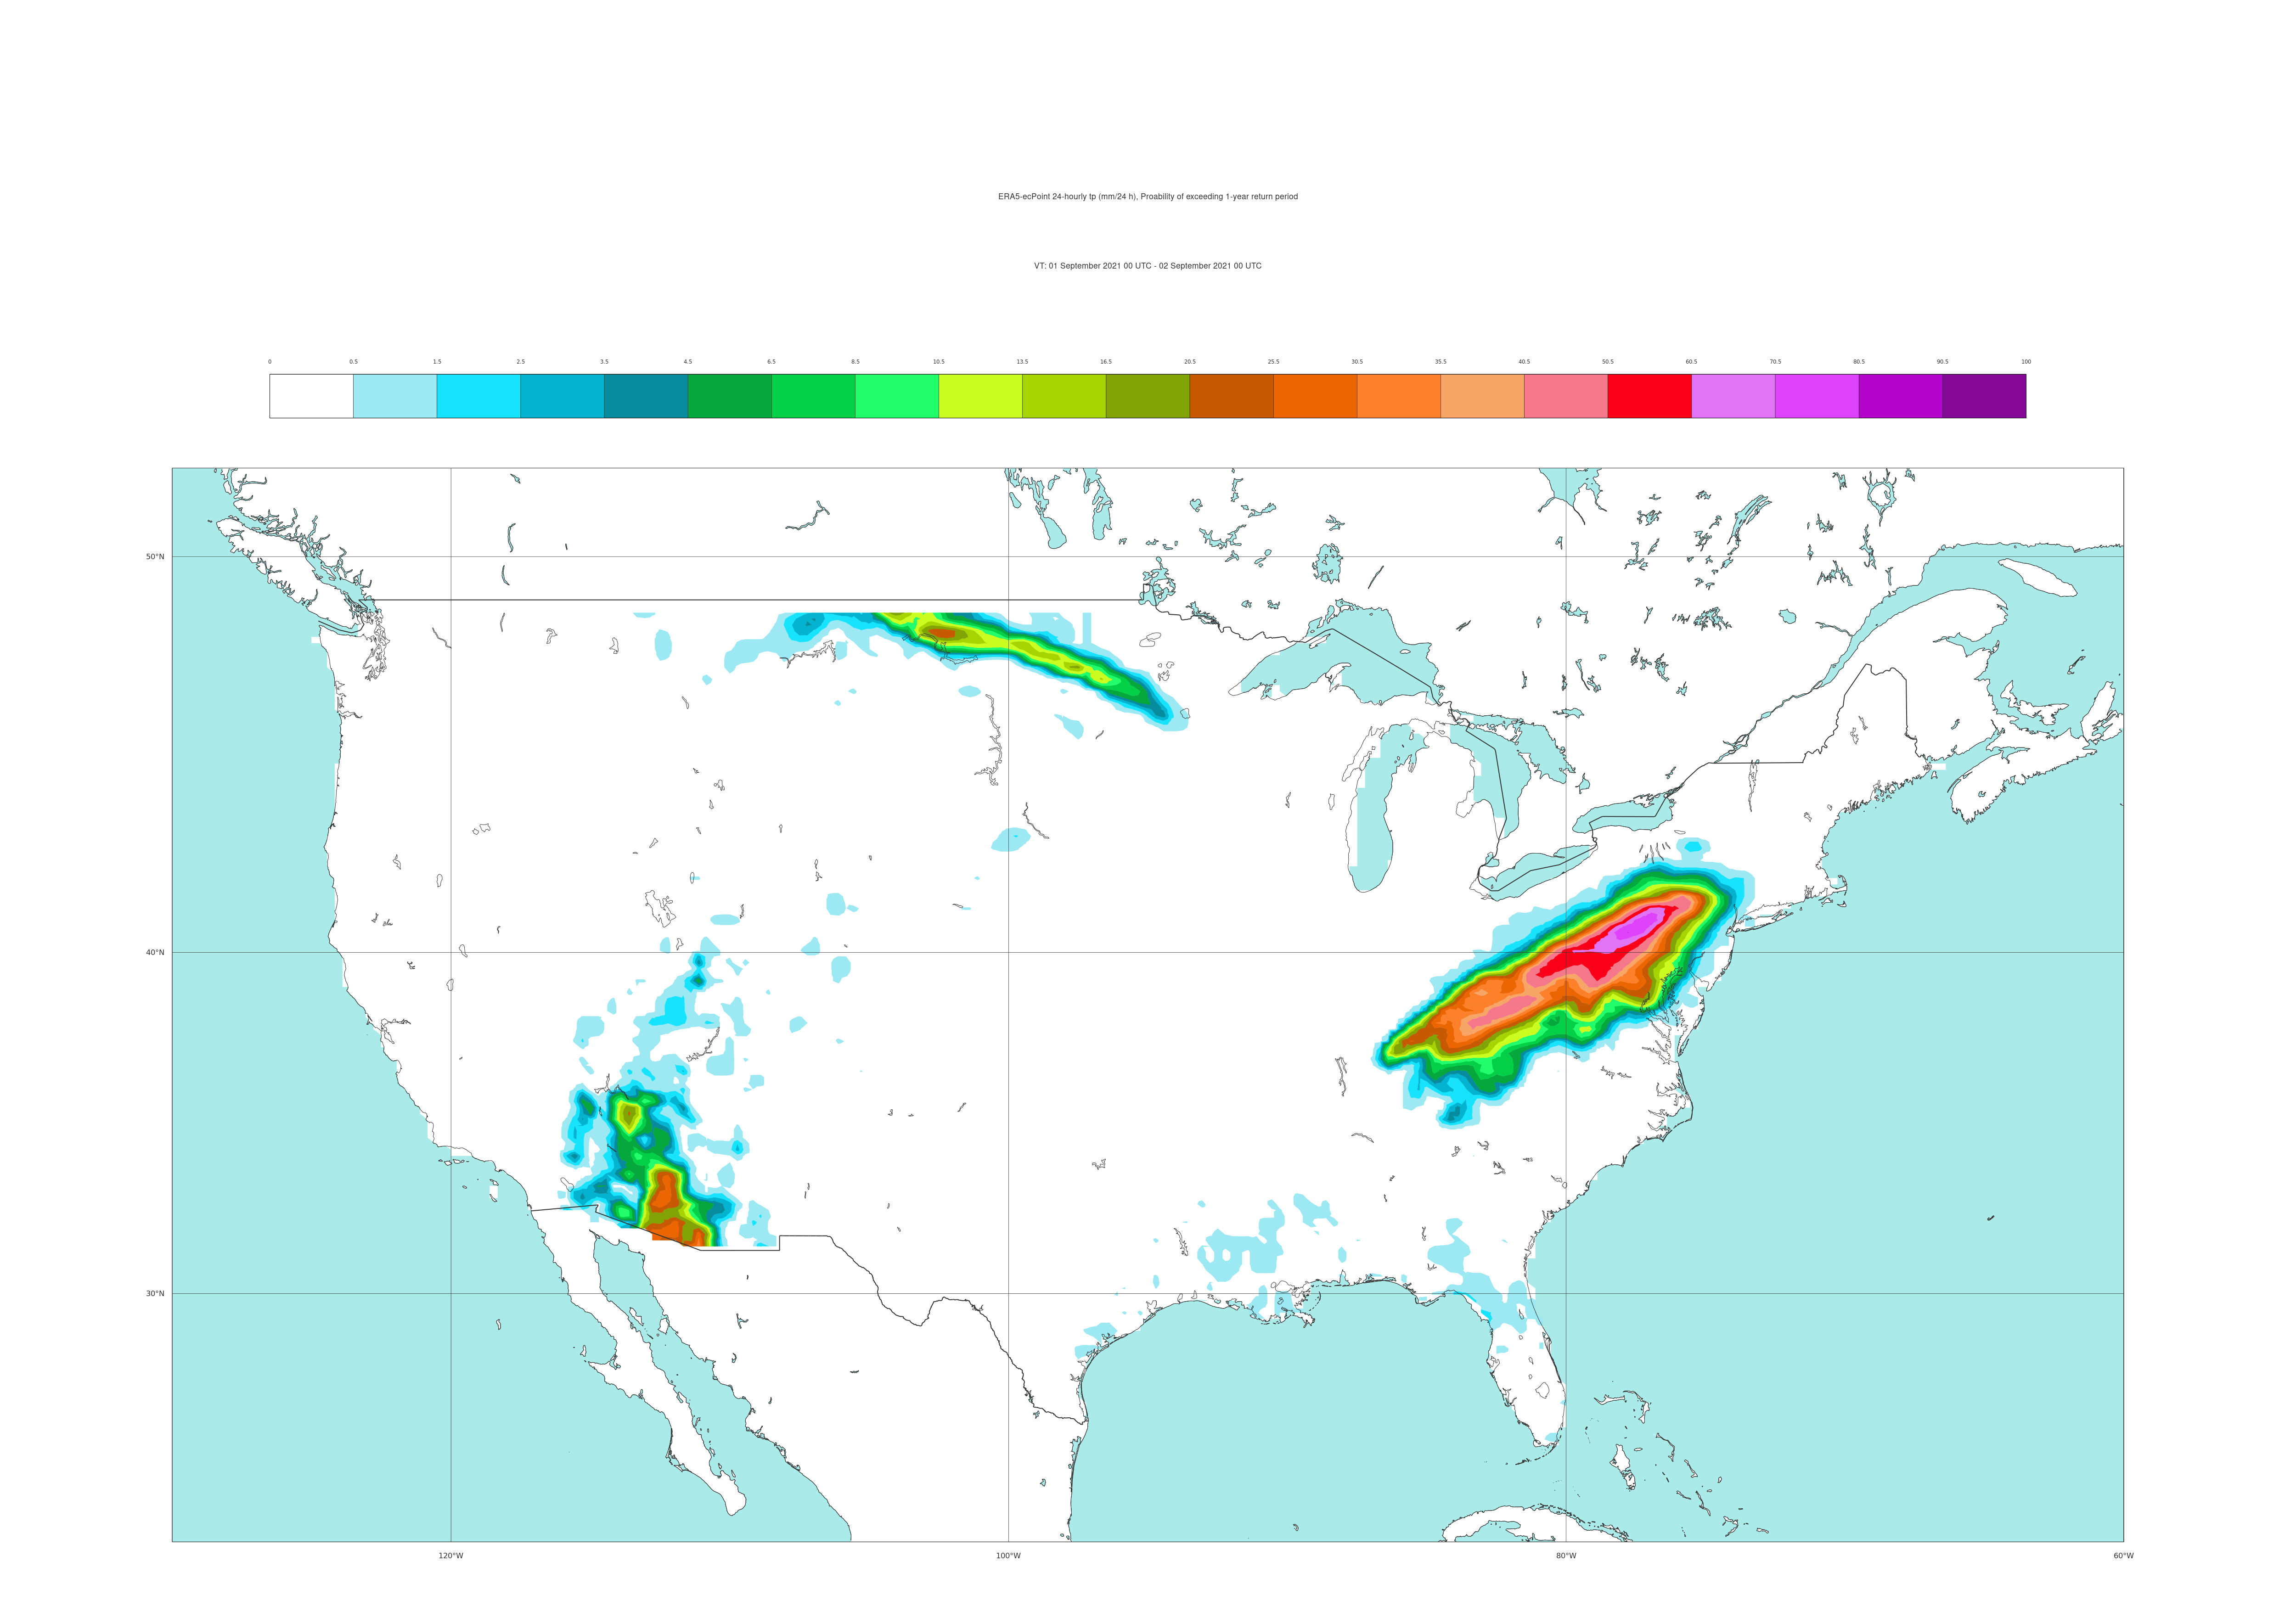 ERA5-ecPoint 24-hourly tp (mm/24 h), Proability of exceeding 1-year return period
VT: 01 September 2021 00 UTC - 02 September 2021 00 UTC
0 0.5 1.5 2.5 3.5 4.5 6.5 8.5 10.5 13.5 16.5 20.5 25.5 30.5 35.5 40.5 50.5 60.5 70.5 80.5 90.5 100
50°N
40°N
30°N
120°W 100°W 80°W 60°W